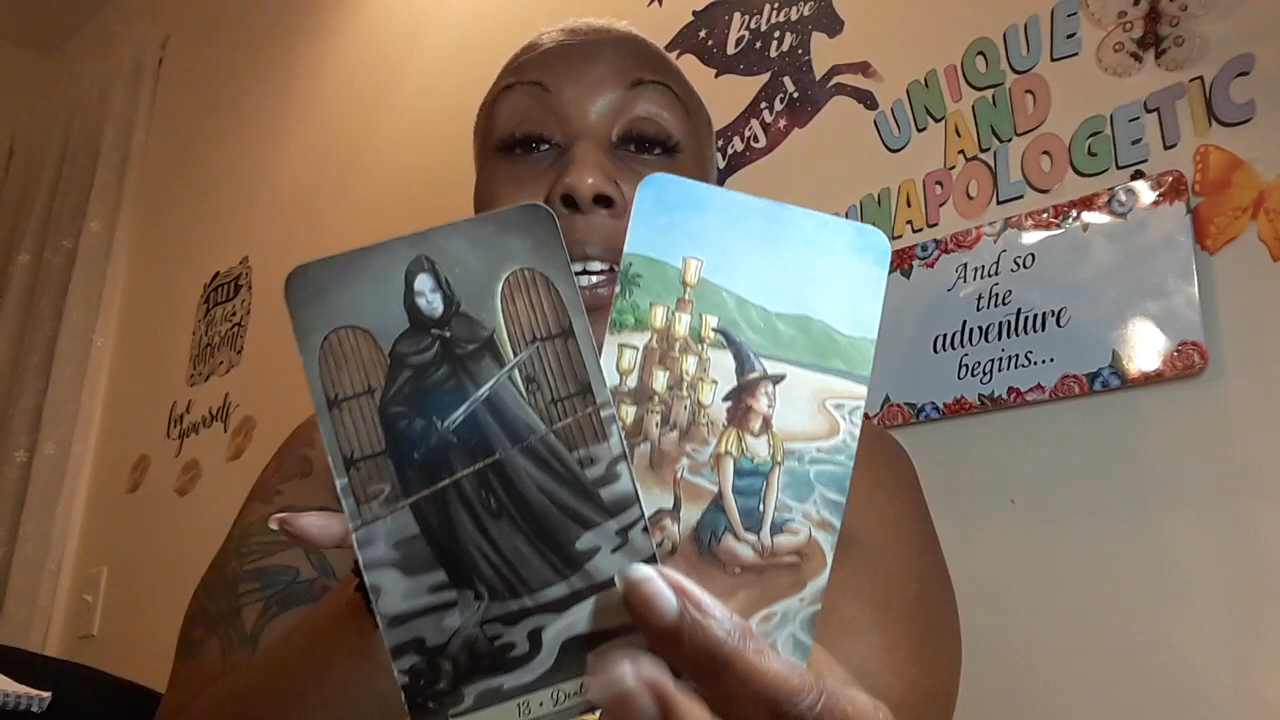 Believe
in
magic!
UNIQUE
AND
UNAPOLOGETIC
And so
the
adventure
begins...
love
yourself
13 • Deat